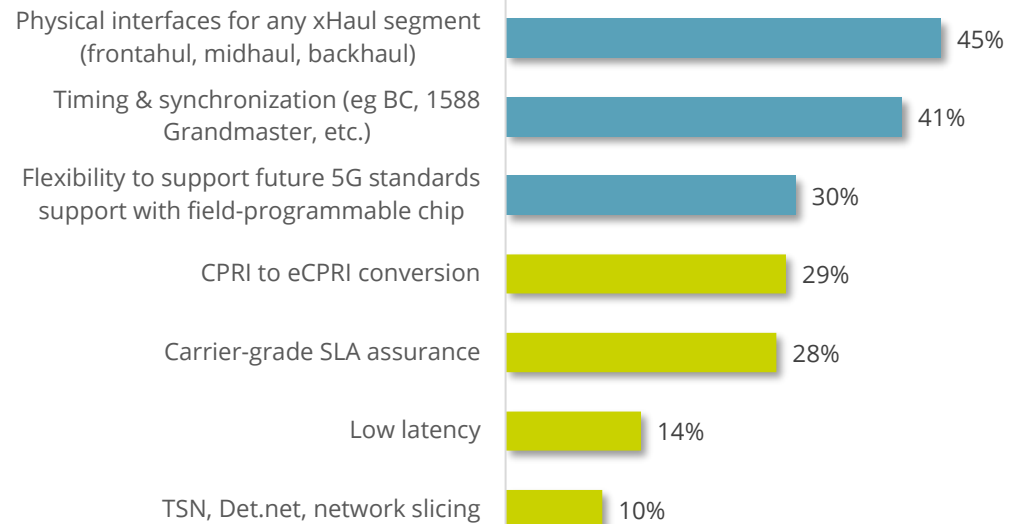 Physical interfaces for any xHaul segment
(frontahul, midhaul, backhaul)
45%
Timing & synchronization (eg BC, 1588
Grandmaster, etc.)
41%
Flexibility to support future 5G standards
support with field-programmable chip
30%
CPRI to eCPRI conversion
29%
Carrier-grade SLA assurance
28%
Low latency
14%
TSN, Det.net, network slicing
10%